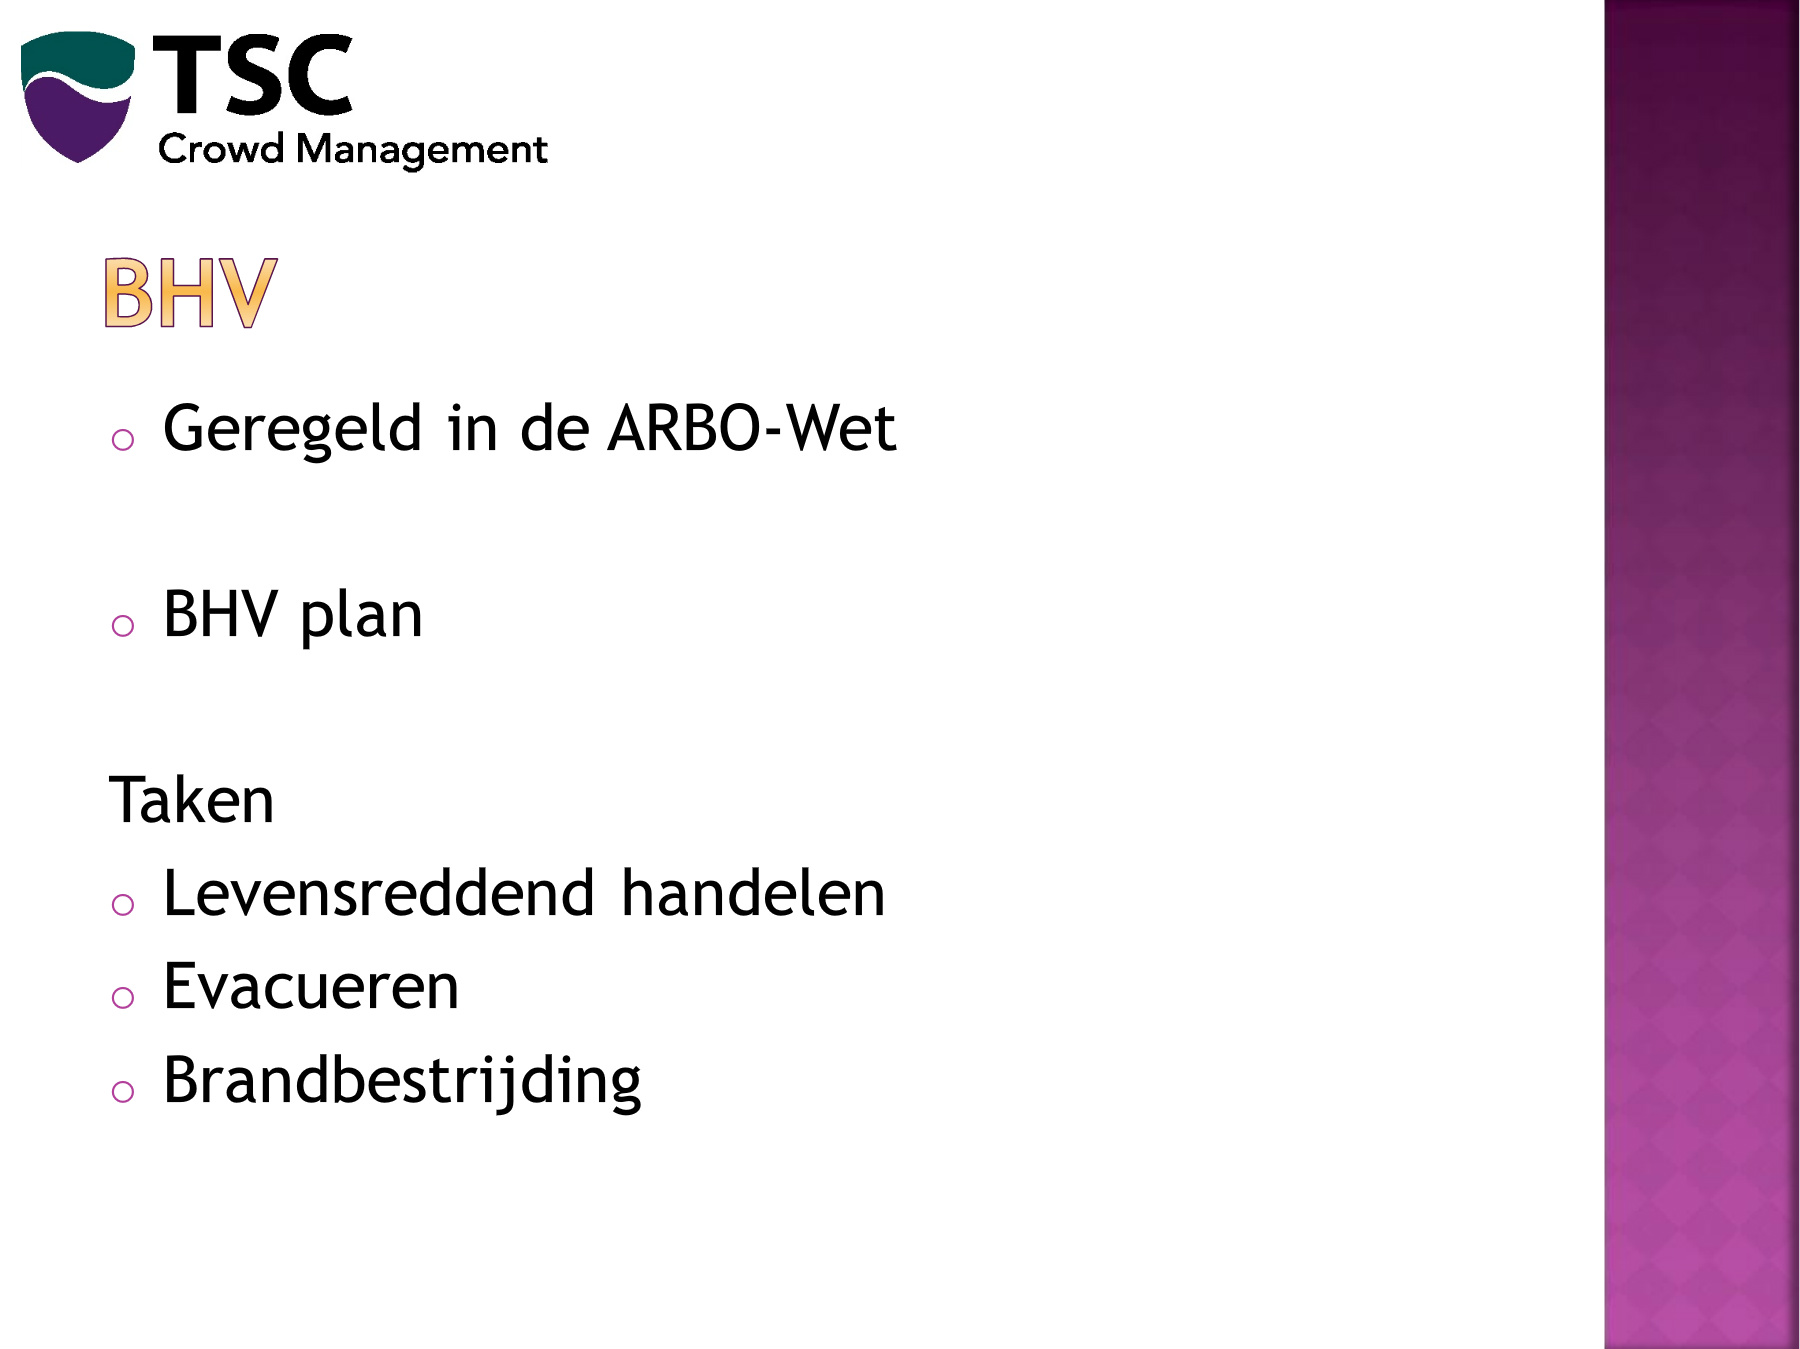 TSC
Crowd Management
BHV
Geregeld in de ARBO-Wet
BHV plan
Taken
Levensreddend handelen
Evacueren
Brandbestrijding